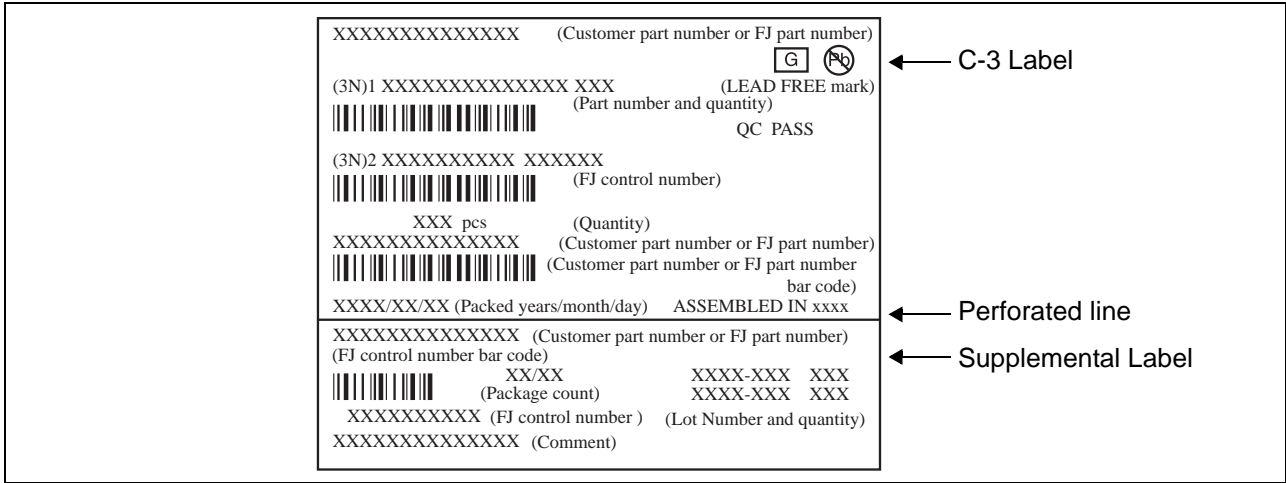 XXXXXXXXXXXXXX (Customer part number or FJ part number)
G Pb
C-3 Label
(3N)1 XXXXXXXXXXXXXX XXX (LEAD FREE mark)
(Part number and quantity)
QC PASS
(3N)2 XXXXXXXXXX XXXXXX
(FJ control number)
XXX pcs (Quantity)
XXXXXXXXXXXXXX (Customer part number or FJ part number)
(Customer part number or FJ part number
bar code)
XXXX/XX/XX (Packed years/month/day) ASSEMBLED IN xxxx
Perforated line
XXXXXXXXXXXXXX (Customer part number or FJ part number)
(FJ control number bar code)
Supplemental Label
XX/XX XXXX-XXX XXX
(Package count) XXXX-XXX XXX
XXXXXXXXXX (FJ control number ) (Lot Number and quantity)
XXXXXXXXXXXXXX (Comment)